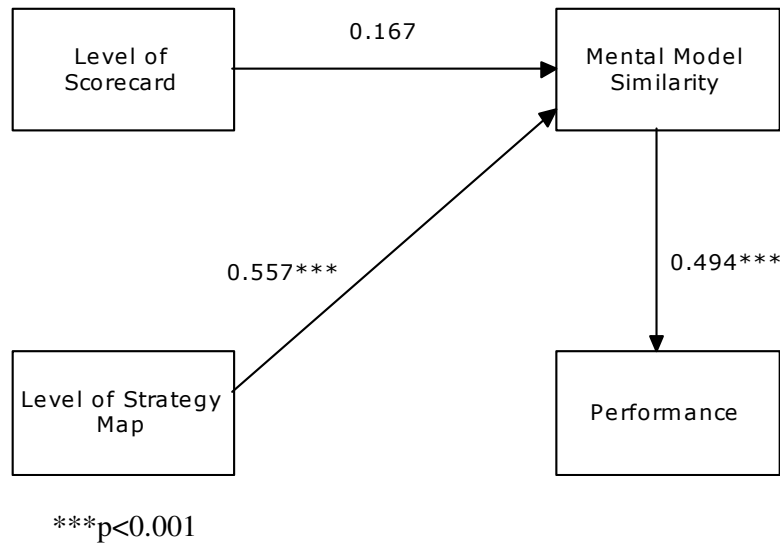 0.167
Level of
Scorecard
Mental Model
Similarity
0.557***
0.494***
Level of Strategy
Map
Performance
***p<0.001